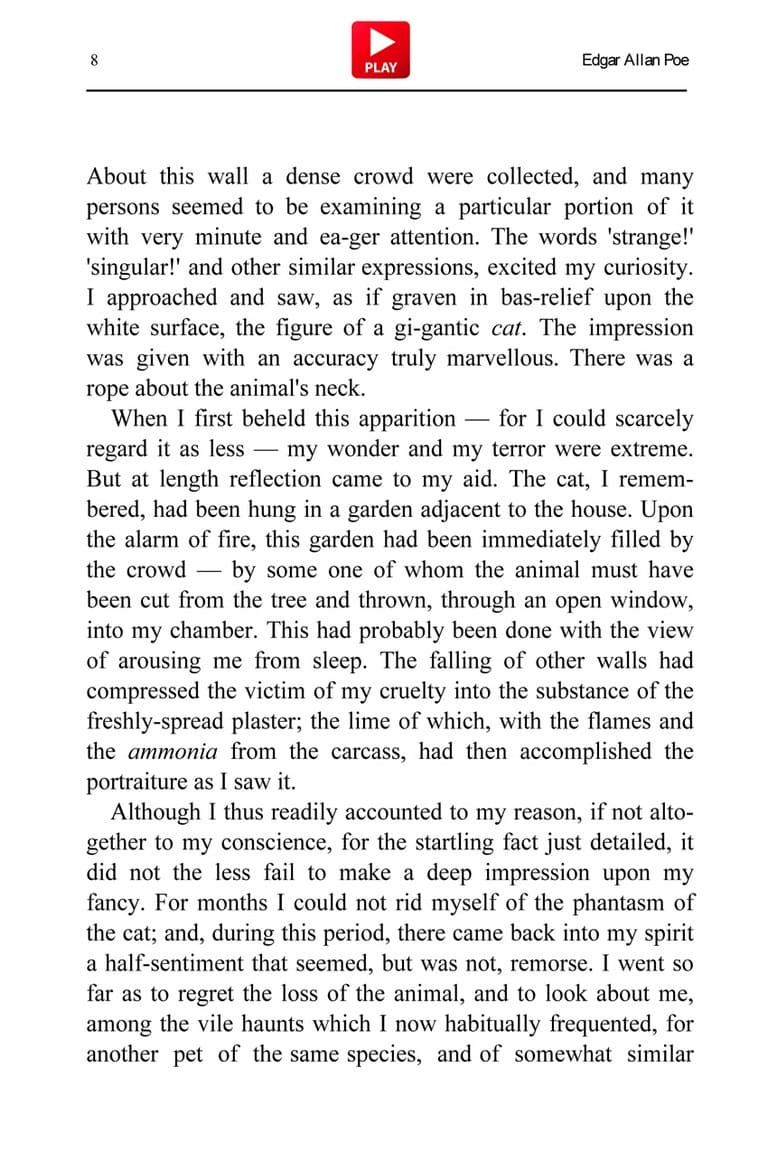 8
PLAY
Edgar Allan Poe
About this wall a dense crowd were collected, and many
persons seemed to be examining a particular portion of it
with very minute and ea-ger attention. The words 'strange!'
'singular!' and other similar expressions, excited my curiosity.
I approached and saw, as if graven in bas-relief upon the
white surface, the figure of a gi-gantic cat. The impression
was given with an accuracy truly marvellous. There was a
rope about the animal's neck.
When I first beheld this apparition — for I could scarcely
regard it as less — my wonder and my terror were extreme.
But at length reflection came to my aid. The cat, I remem-
bered, had been hung in a garden adjacent to the house. Upon
the alarm of fire, this garden had been immediately filled by
the crowd — by some one of whom the animal must have
been cut from the tree and thrown, through an open window,
into my chamber. This had probably been done with the view
of arousing me from sleep. The falling of other walls had
compressed the victim of my cruelty into the substance of the
freshly-spread plaster; the lime of which, with the flames and
the ammonia from the carcass, had then accomplished the
portraiture as I saw it.
Although I thus readily accounted to my reason, if not alto-
gether to my conscience, for the startling fact just detailed, it
did not the less fail to make a deep impression upon my
fancy. For months I could not rid myself of the phantasm of
the cat; and, during this period, there came back into my spirit
a half-sentiment that seemed, but was not, remorse. I went so
far as to regret the loss of the animal, and to look about me,
among the vile haunts which I now habitually frequented, for
another pet of the same species, and of somewhat similar